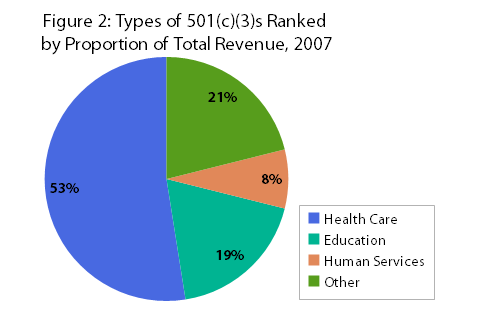 Figure 2: Types of 501(c)(3)s Ranked
by Proportion of Total Revenue, 2007
21%
53%
8%
19%
Health Care
Education
Human Services
Other